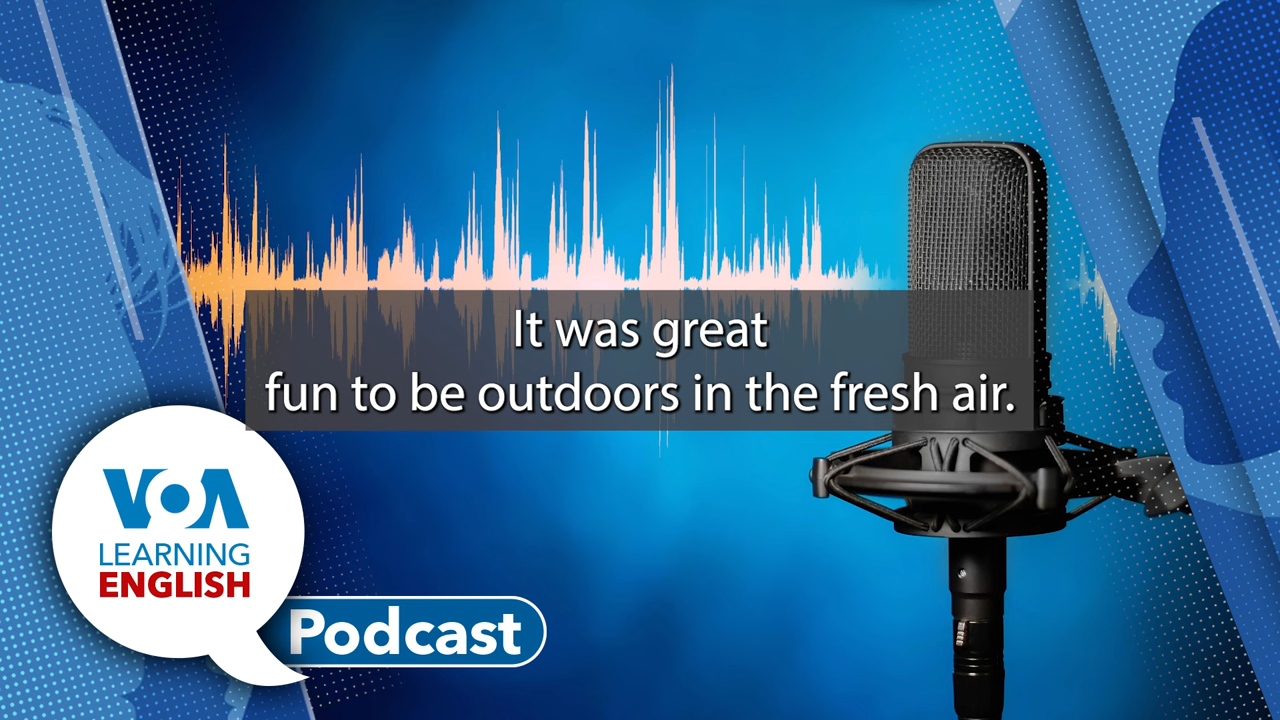 It was great
fun to be outdoors in the fresh air.
VOA
LEARNING
ENGLISH
Podcast